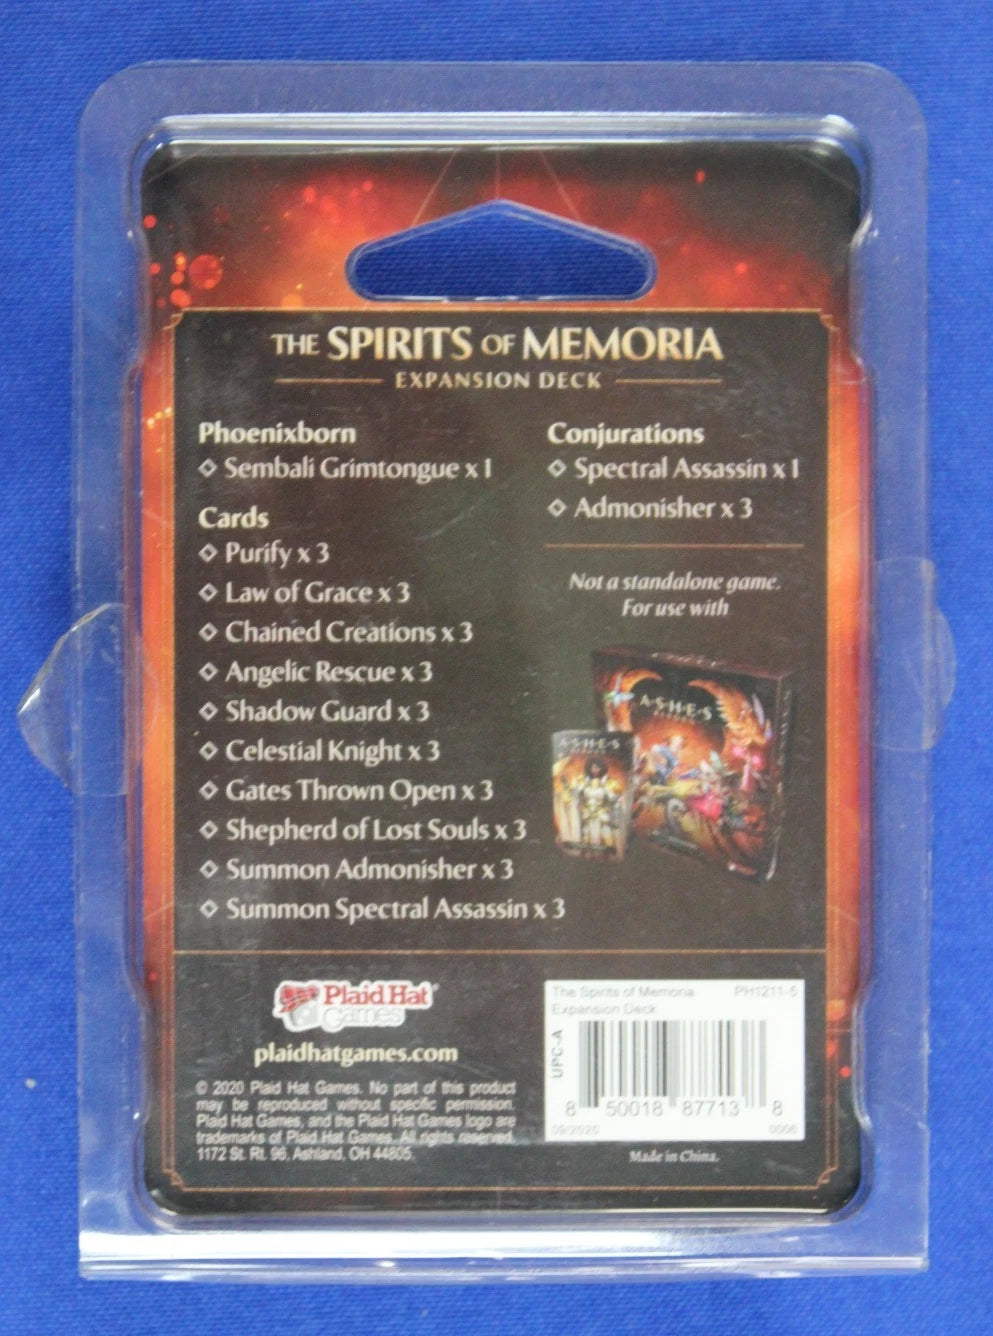 THE SPIRITS OF MEMORIA
EXPANSION DECK
Phoenixborn
Sembali Grimtongue x 1
Cards
Purify x 3
Law of Grace x 3
Chained Creations x 3
Angelic Rescue x 3
Shadow Guard x 3
Celestial Knight x 3
Gates Thrown Open x 3
Shepherd of Lost Souls x 3
Summon Admonisher x 3
Summon Spectral Assassin x 3
Conjurations
Spectral Assassin x 1
Admonisher x 3
Not a standalone game.
For use with
A·S·H·E·S
A·S·H·E·S
Plaid Hat
Games
plaidhatgames.com
© 2020 Plaid Hat Games. No part of this product
may be reproduced without specific permission.
Plaid Hat Games, and the Plaid Hat Games logo are
trademarks of Plaid Hat Games. All rights reserved.
1172 St. Rt. 96, Ashland, OH 44805.
The Spirits of Memoria PH1211-5
Expansion Deck
UPC-A
8 50018 87713 8
09/2020 0006
Made in China.